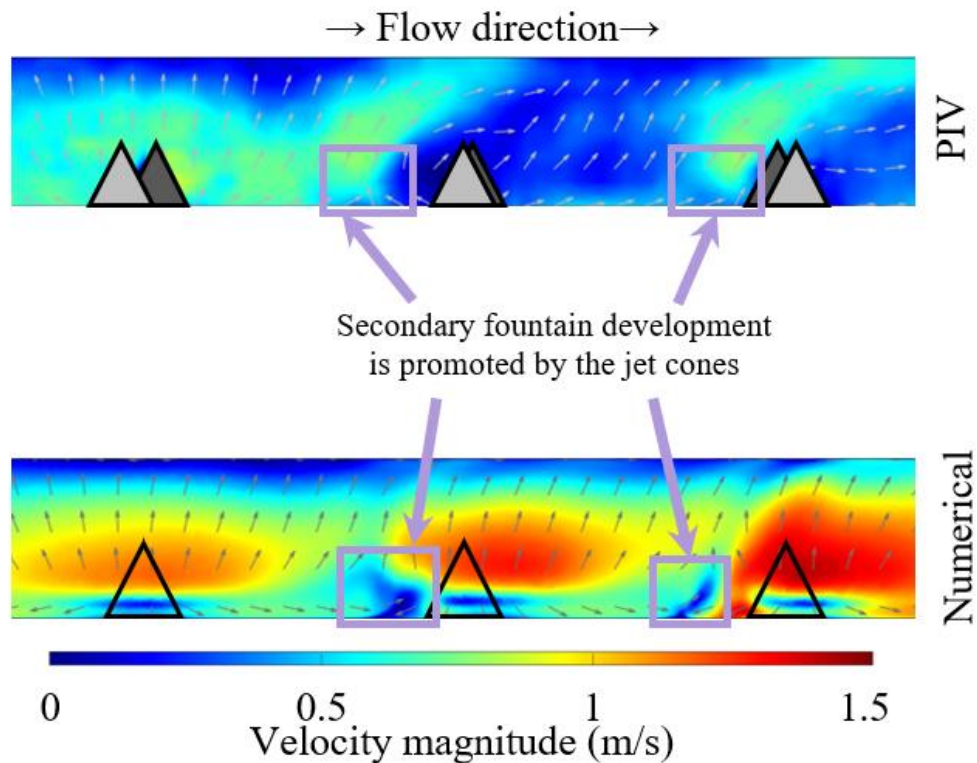 → Flow direction→
PIV
Secondary fountain development
is promoted by the jet cones
Numerical
0 0.5 1 1.5
Velocity magnitude (m/s)